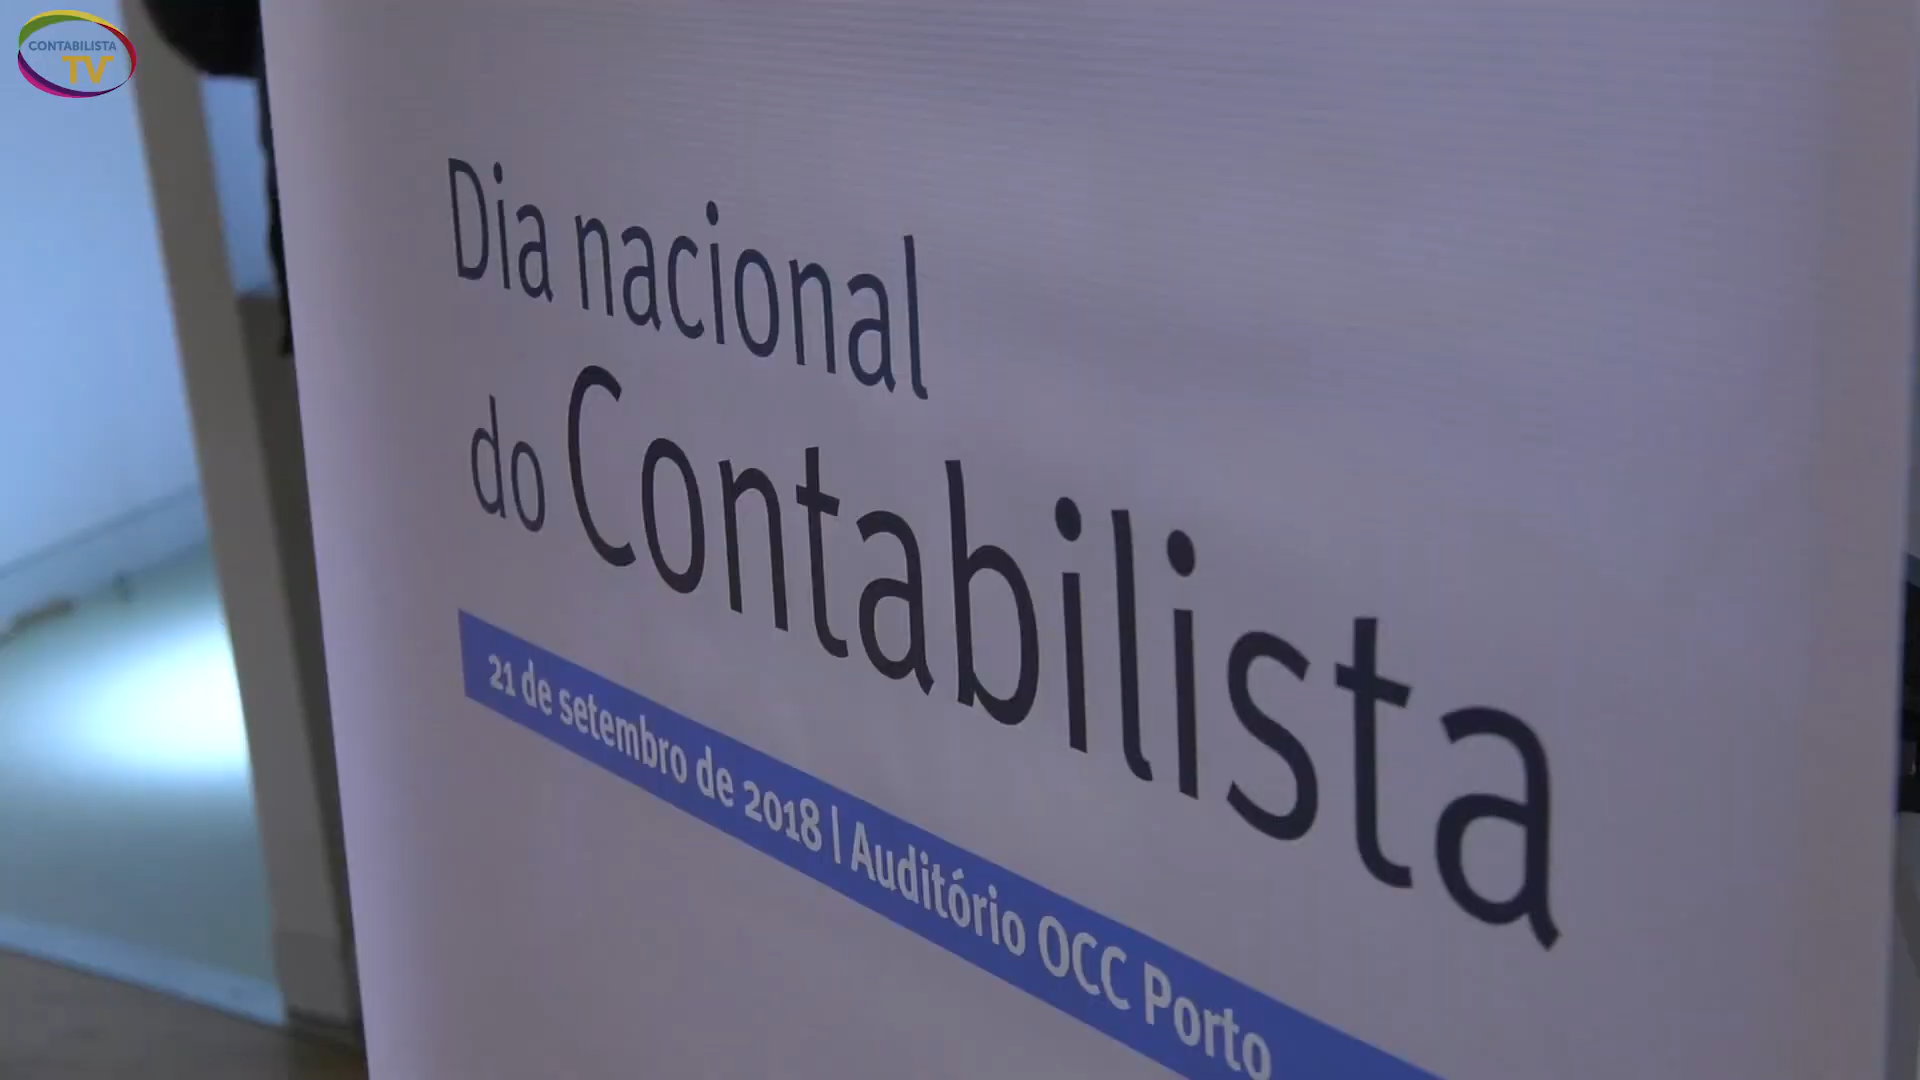 CONTABILISTA
TV
Dia nacional
do Contabilista
21 de setembro de 2018 | Auditório OCC Porto